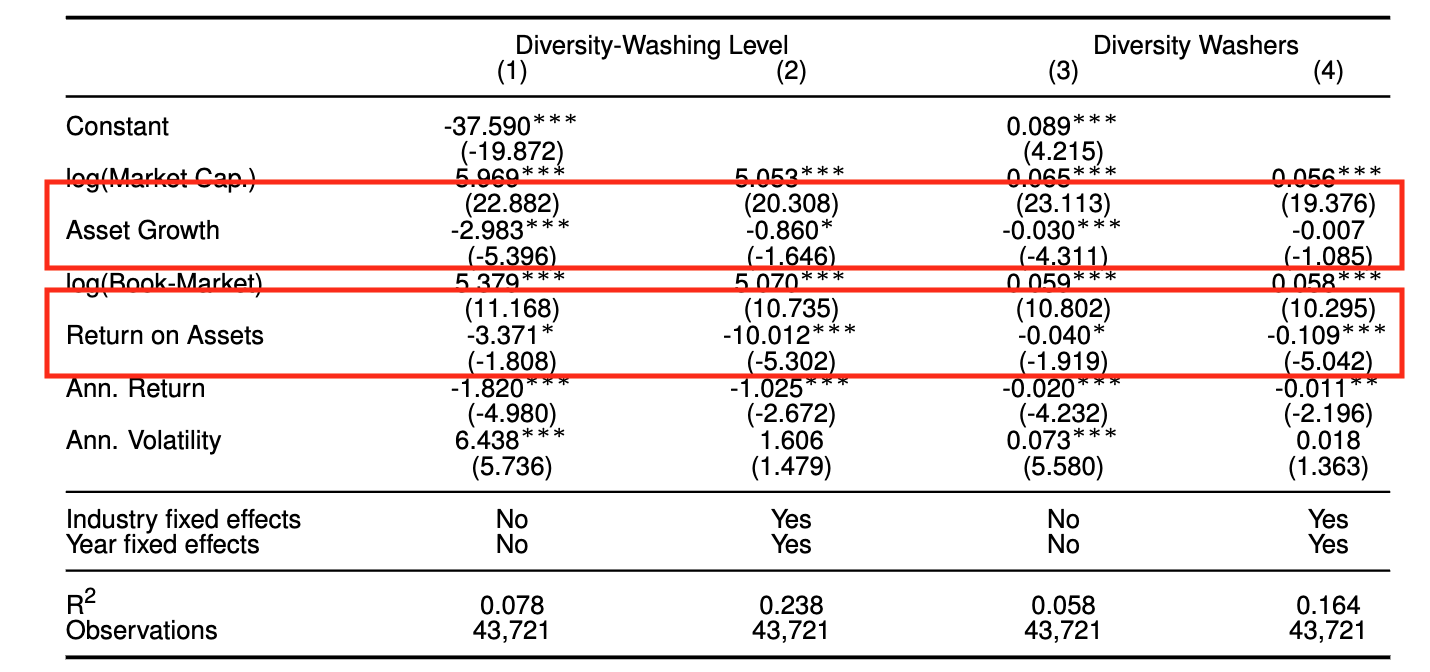 Diversity-Washing Level Diversity Washers
(1) (2) (3) (4)
Constant -37.590*** 0.089***
(-19.872) (4.215)
log(Market Cap.) 5.969*** 5.053*** 0.065*** 0.056***
(22.882) (20.308) (23.113) (19.376)
Asset Growth -2.983*** -0.860* -0.030*** -0.007
(-5.396) (-1.646) (-4.311) (-1.085)
log(Book-Market) 5.379*** 5.070*** 0.059*** 0.058***
(11.168) (10.735) (10.802) (10.295)
Return on Assets -3.371* -10.012*** -0.040* -0.109***
(-1.808) (-5.302) (-1.919) (-5.042)
Ann. Return -1.820*** -1.025*** -0.020*** -0.011**
(-4.980) (-2.672) (-4.232) (-2.196)
Ann. Volatility 6.438*** 1.606 0.073*** 0.018
(5.736) (1.479) (5.580) (1.363)
Industry fixed effects No Yes No Yes
Year fixed effects No Yes No Yes
R² 0.078 0.238 0.058 0.164
Observations 43,721 43,721 43,721 43,721